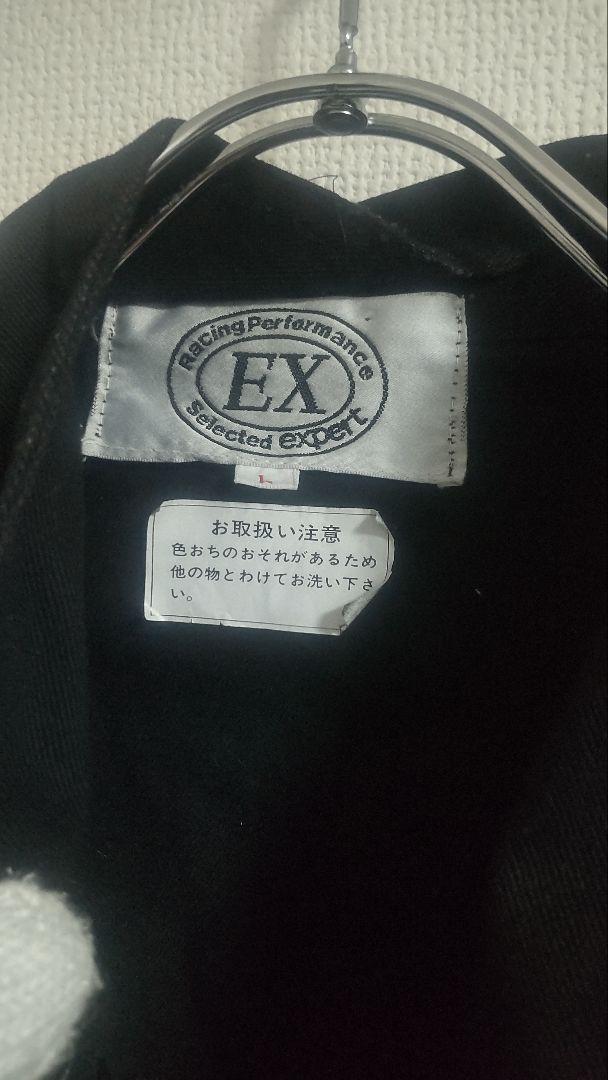 Racing Performance
EX
Selected expert
L
お取扱い注意
色おちのおそれがあるため
他の物とわけてお洗い下さ
い。